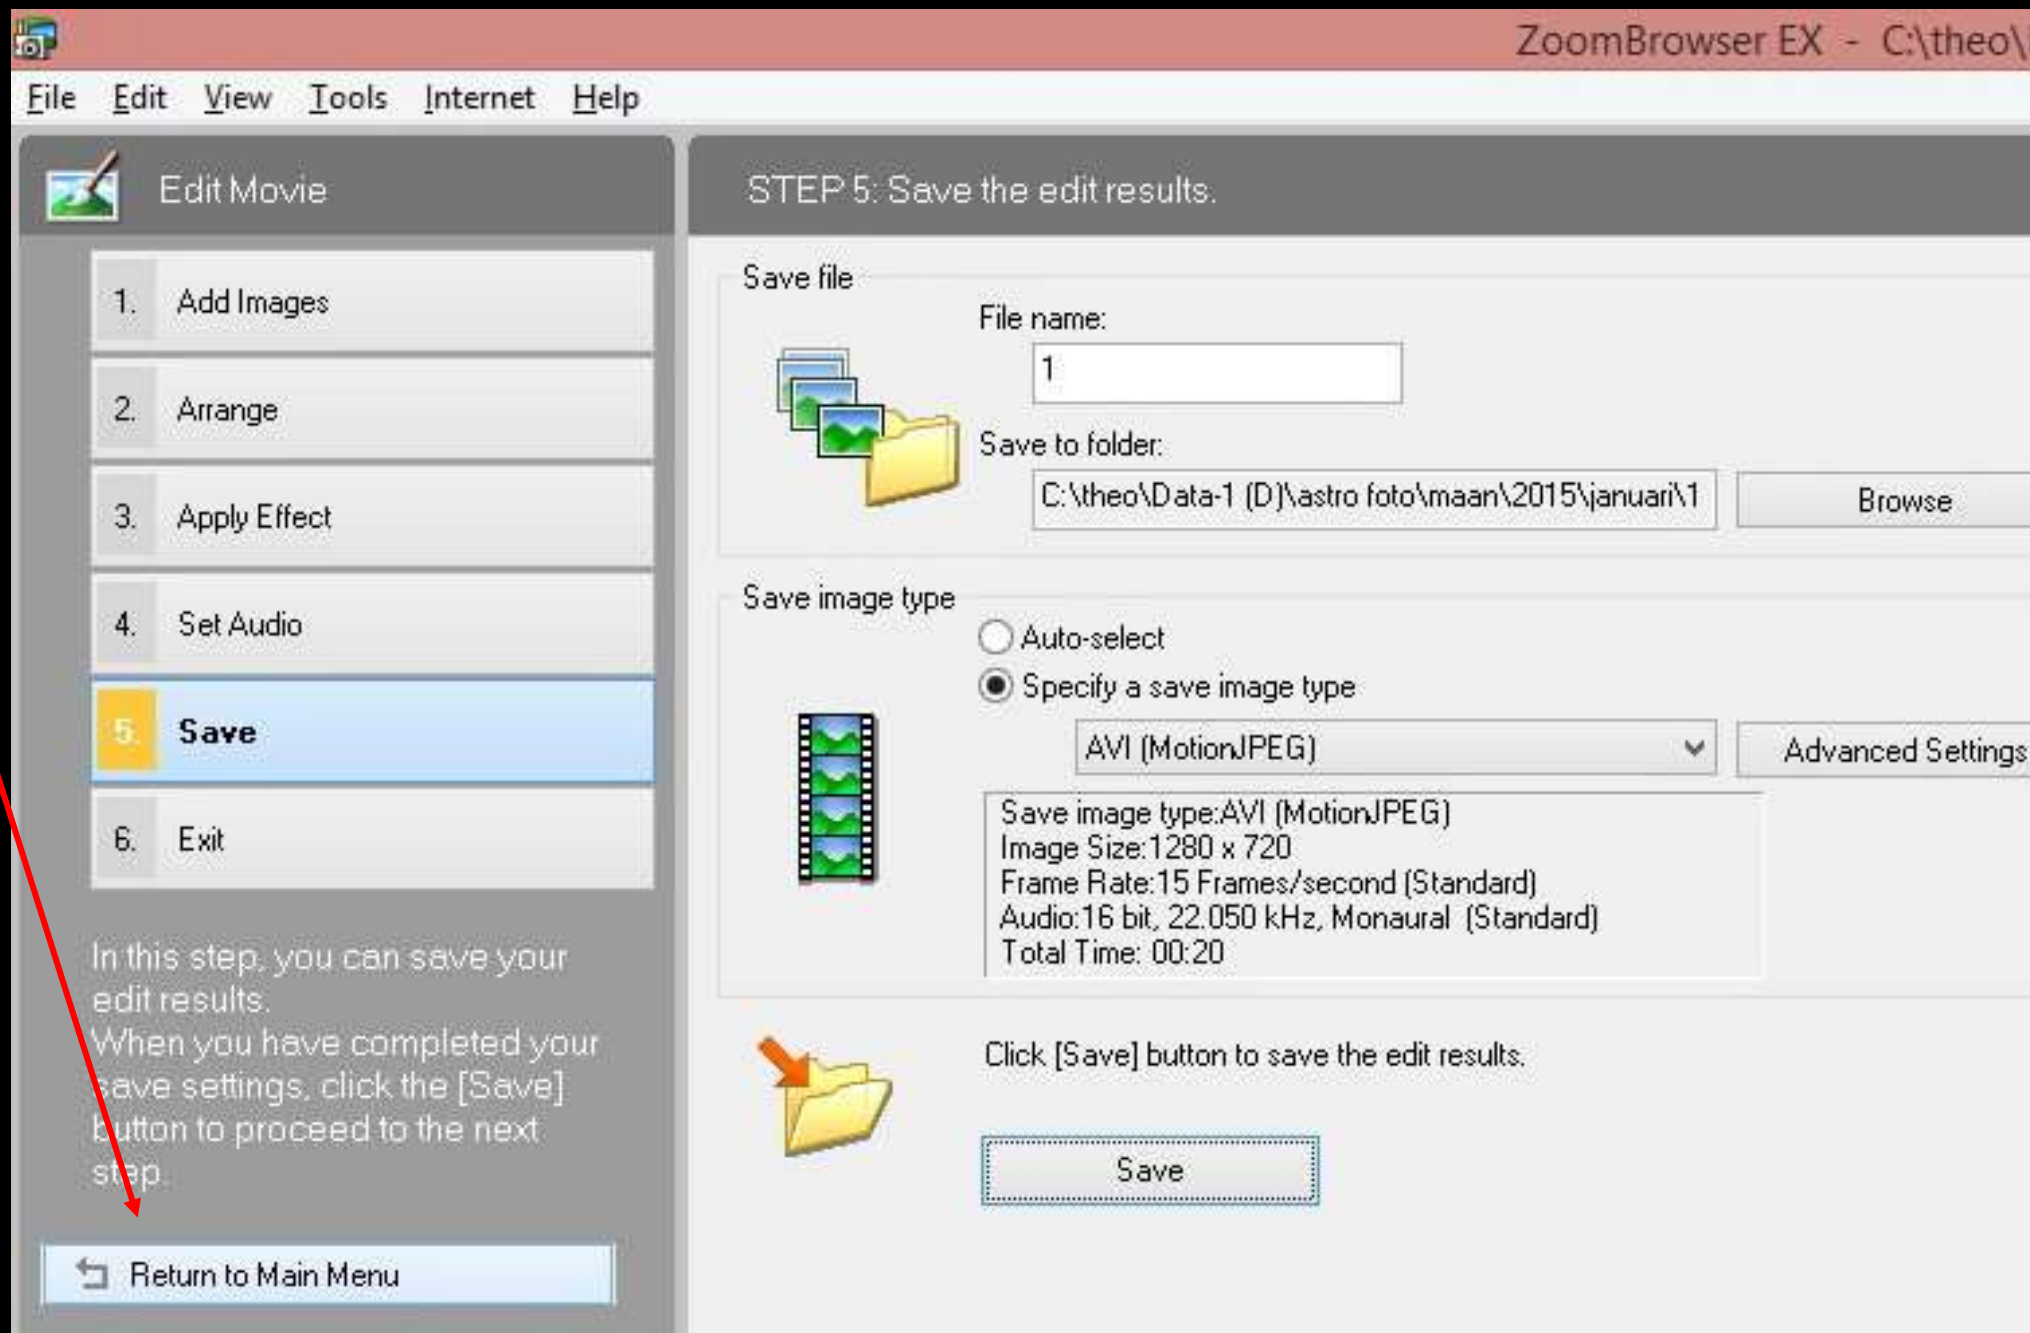 ZoomBrowser EX - C:\theo\
File Edit View Tools Internet Help
Edit Movie
1. Add Images
2. Arrange
3. Apply Effect
4. Set Audio
5. Save
6. Exit
In this step, you can save your
edit results.
When you have completed your
save settings, click the [Save]
button to proceed to the next
step.
Return to Main Menu
STEP 5: Save the edit results.
Save file
File name:
1
Save to folder:
C:\theo\Data-1 (D)\astro foto\maan\2015\januari\1
Browse
Save image type
Auto-select
Specify a save image type
AVI (MotionJPEG)
Advanced Settings
Save image type:AVI (MotionJPEG)
Image Size:1280 x 720
Frame Rate:15 Frames/second (Standard)
Audio:16 bit, 22.050 kHz, Monaural (Standard)
Total Time: 00:20
Click [Save] button to save the edit results.
Save